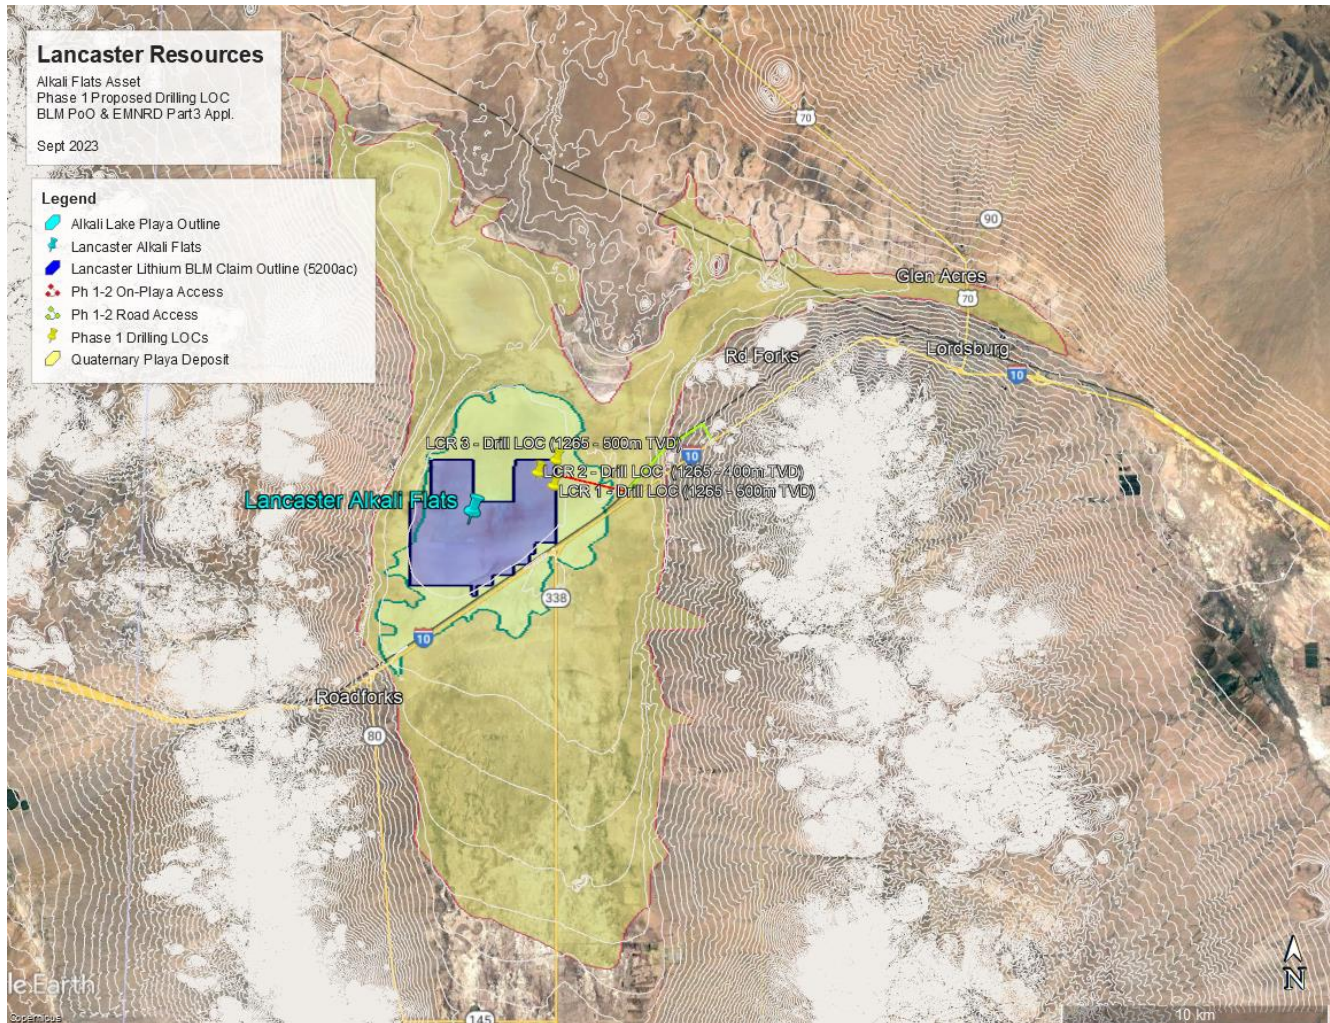 Lancaster Resources
Alkali Flats Asset
Phase 1 Proposed Drilling LOC
BLM PoO & EMNRD Part3 Appl.
Sept 2023
Legend
Alkali Lake Playa Outline
Lancaster Alkali Flats
Lancaster Lithium BLM Claim Outline (5200ac)
Ph 1-2 On-Playa Access
Ph 1-2 Road Access
Phase 1 Drilling LOCs
Quaternary Playa Deposit
70
90
Glen Acres
70
Rd Forks
Lordsburg
10
LCR 3 - Drill LOC (1265 - 500m TVD)
10
LCR 2 - Drill LOC (1265 - 400m TVD)
LCR 1 - Drill LOC (1265 - 500m TVD)
Lancaster Alkali Flats
338
10
Roadforks
80
le Earth
N
Copernicus
145
10 km